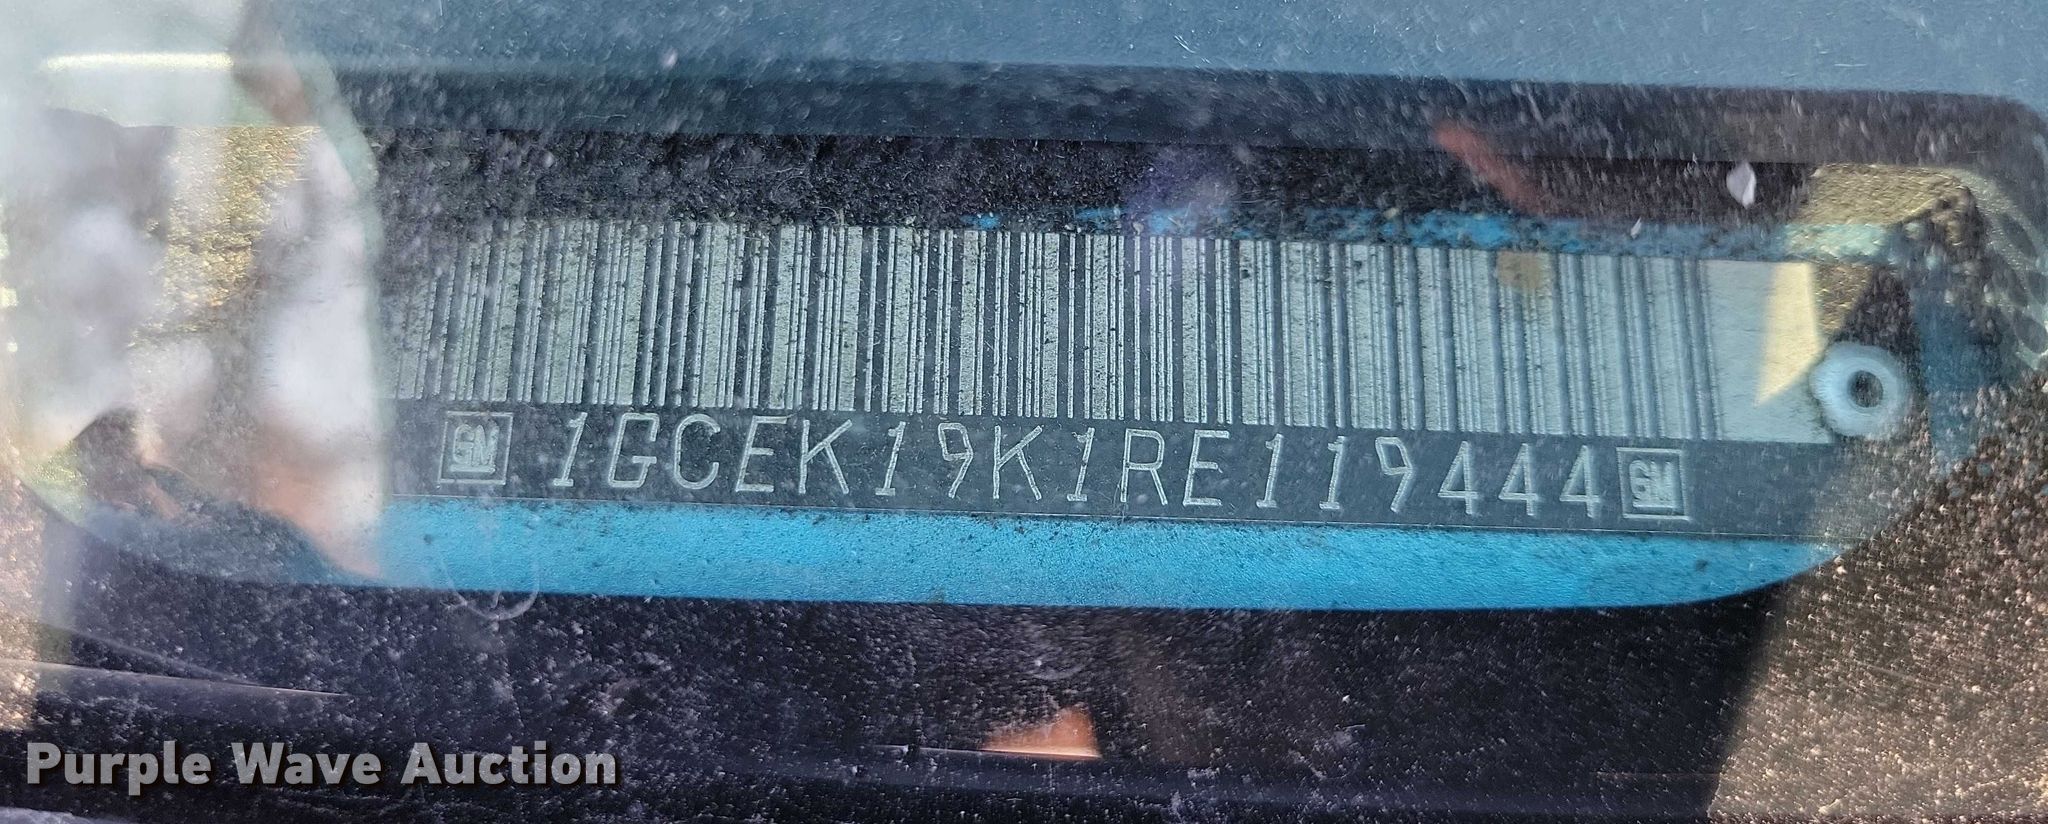 GM 1GCEK19K1RE119444 GM
Purple Wave Auction